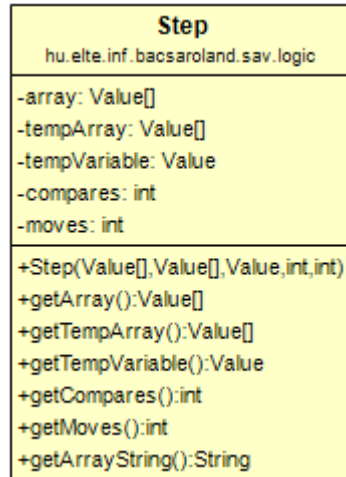 Step
hu.elte.inf.bacsaroland.sav.logic
-array: Value[]
-tempArray: Value[]
-tempVariable: Value
-compares: int
-moves: int
+Step(Value[],Value[],Value,int,int)
+getArray():Value[]
+getTempArray():Value[]
+getTempVariable():Value
+getCompares():int
+getMoves():int
+getArrayString():String